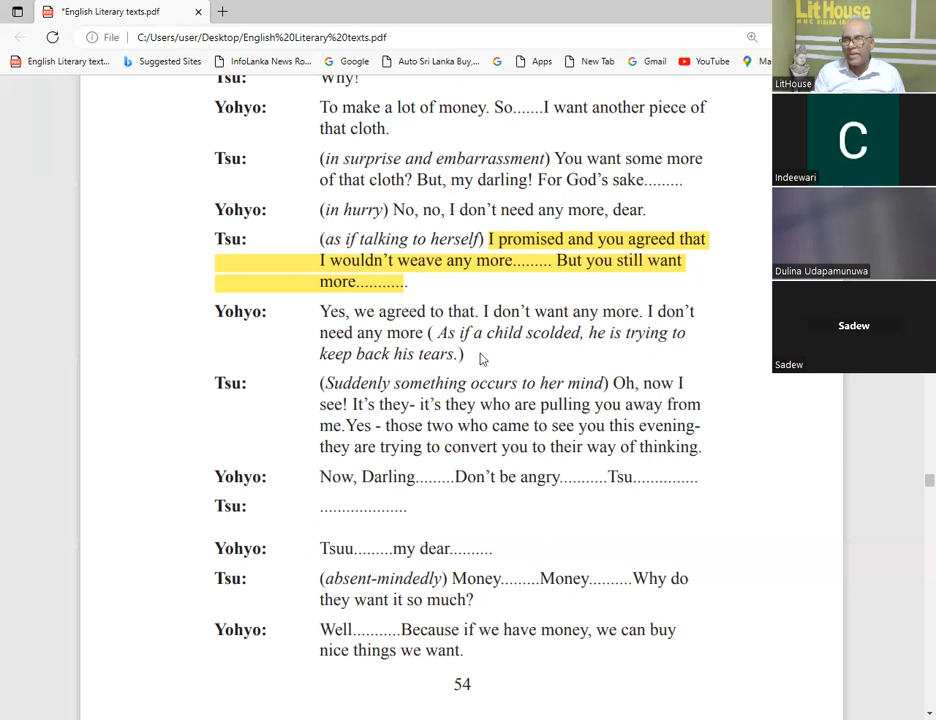 *English Literary texts.pdf
File
C:/Users/user/Desktop/English%20Literary%20texts.pdf
English Literary text...
Suggested Sites
InfoLanka News Ro...
Google
Auto Sri Lanka Buy,...
Apps
New Tab
Gmail
YouTube
Ma
Tsu: Why!
Yohyo: To make a lot of money. So.......I want another piece of
that cloth.
Tsu: (in surprise and embarrassment) You want some more
of that cloth? But, my darling! For God's sake.........
Yohyo: (in hurry) No, no, I don't need any more, dear.
Tsu: (as if talking to herself) I promised and you agreed that
I wouldn't weave any more......... But you still want
more............
Yohyo: Yes, we agreed to that. I don't want any more. I don't
need any more ( As if a child scolded, he is trying to
keep back his tears.)
Tsu: (Suddenly something occurs to her mind) Oh, now I
see! It's they- it's they who are pulling you away from
me.Yes - those two who came to see you this evening-
they are trying to convert you to their way of thinking.
Yohyo: Now, Darling.........Don't be angry...........Tsu...............
Tsu: ....................
Yohyo: Tsuu.........my dear..........
Tsu: (absent-mindedly) Money.........Money..........Why do
they want it so much?
Yohyo: Well...........Because if we have money, we can buy
nice things we want.
54
LitHouse
LitHouse
C
Indeewari
Dulina Udapamunuwa
Sadew
Sadew